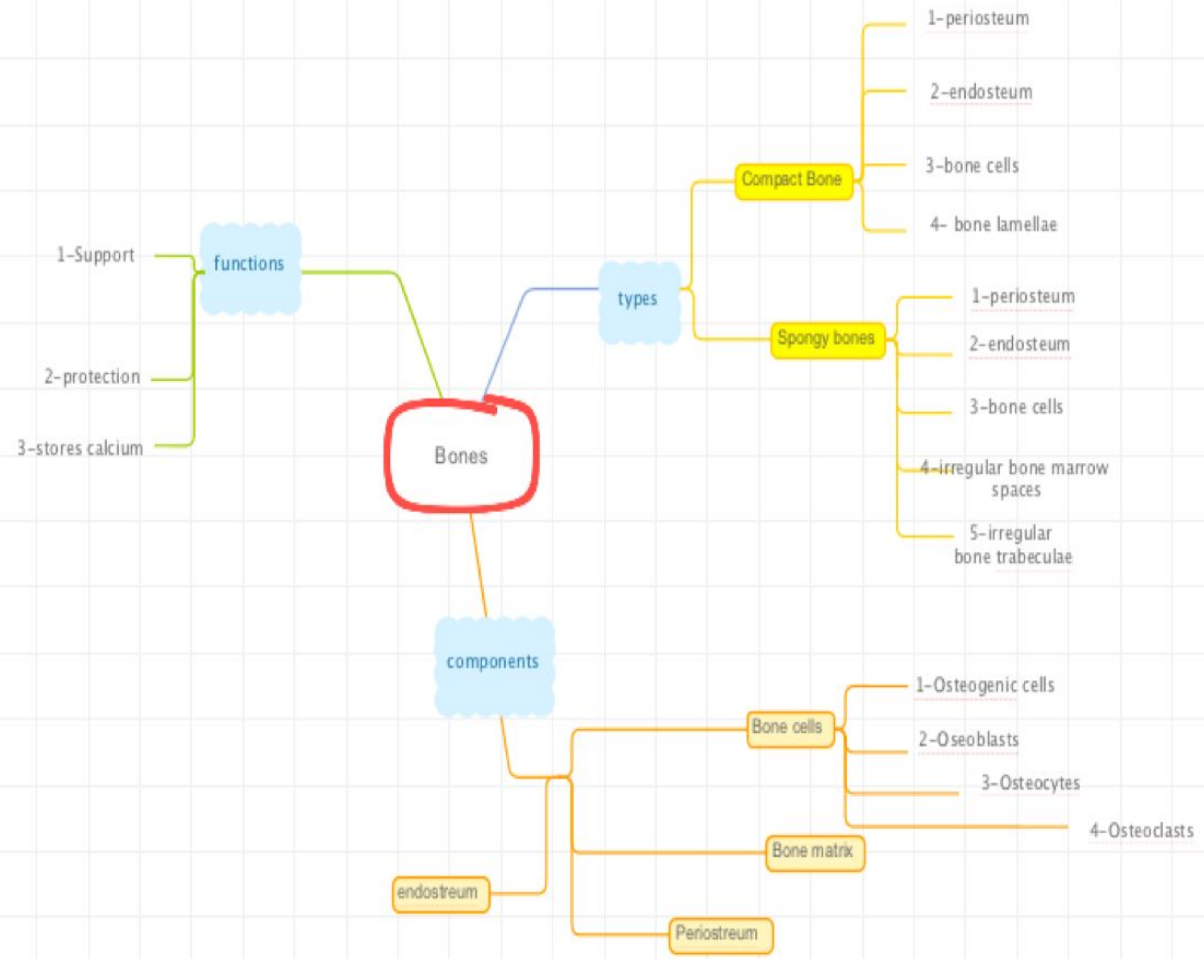 1-periosteum
2-endosteum
3-bone cells
4- bone lamellae
Compact Bone
types
Spongy bones
1-periosteum
2-endosteum
3-bone cells
4-irregular bone marrow
spaces
5-irregular
bone trabeculae
functions
1-Support
2-protection
3-stores calcium
Bones
components
Bone cells
1-Osteogenic cells
2-Oseoblasts
3-Osteocytes
4-Osteoclasts
Bone matrix
endostreum
Periostreum